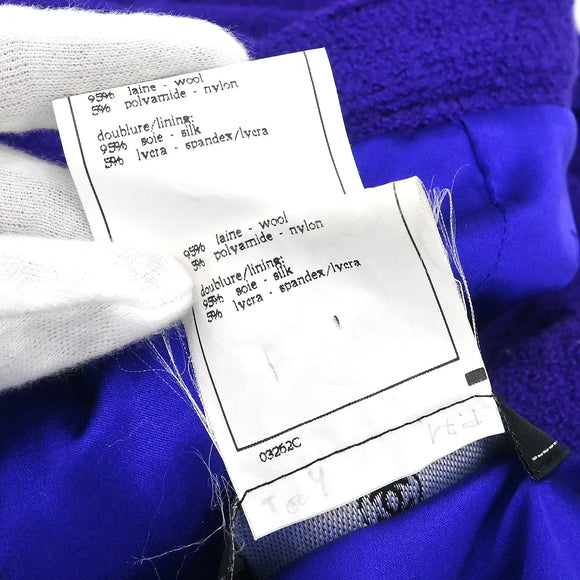 95% laine - wool
5% polyamide - nylon
doublure/lining:
95% soie - silk
5% lycra - spandex/lycra
95% laine - wool
5% polyamide - nylon
doublure/lining:
95% soie - silk
5% lycra - spandex/lycra
03262C